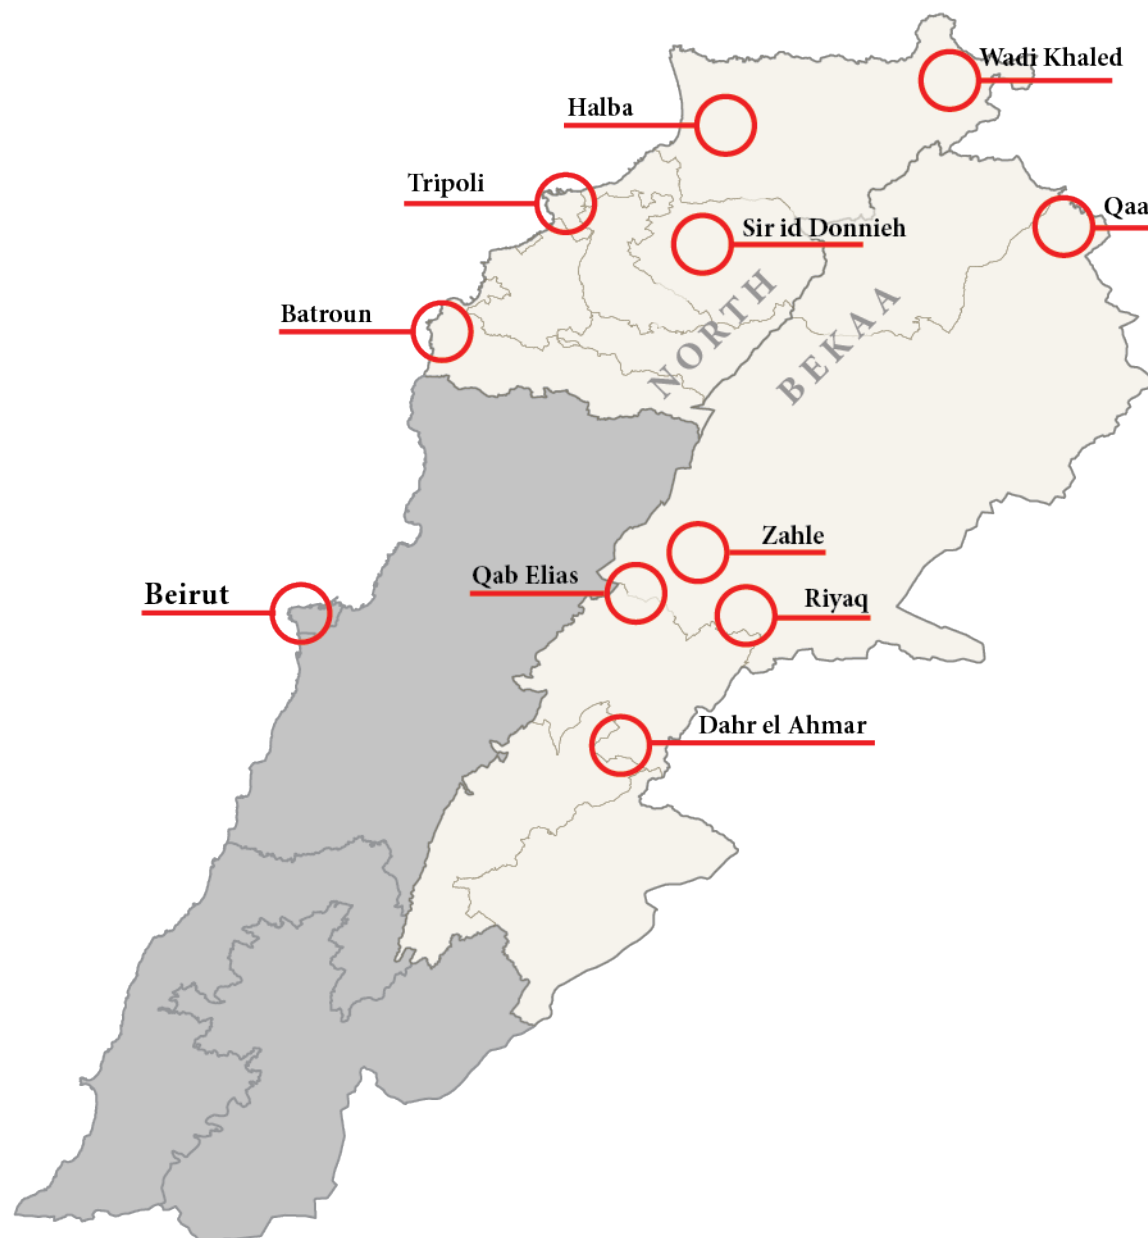 Wadi Khaled
Halba
Tripoli
Qaa
Sir id Donnieh
Batroun
NORTH
BEKAA
Zahle
Qab Elias
Riyaq
Beirut
Dahr el Ahmar